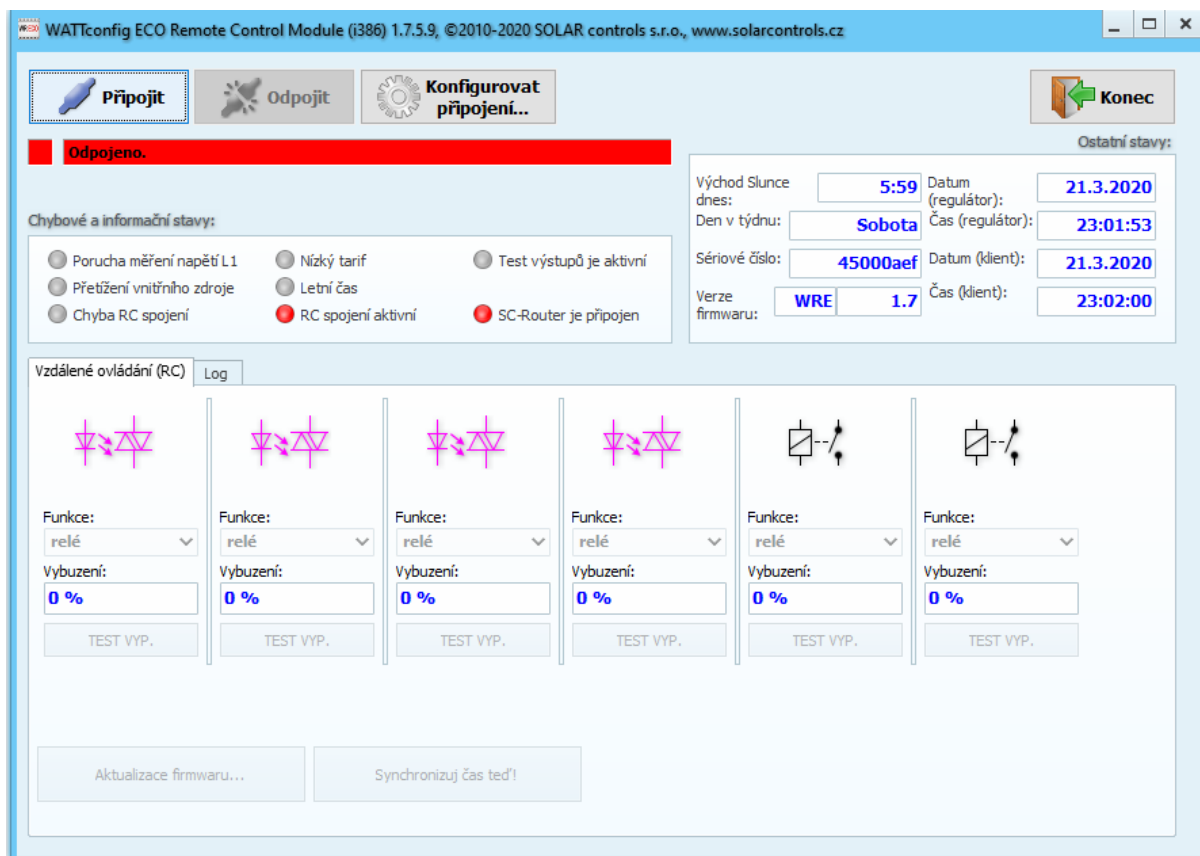 WATTconfig ECO Remote Control Module (i386) 1.7.5.9, ©2010-2020 SOLAR controls s.r.o., www.solarcontrols.cz
Připojit
Odpojit
Konfigurovat
připojení...
Konec
Odpojeno.
Ostatní stavy:
Východ Slunce
dnes:
5:59
Datum
(regulátor):
21.3.2020
Den v týdnu:
Sobota
Čas (regulátor):
23:01:53
Sériové číslo:
45000aef
Datum (klient):
21.3.2020
Verze
firmwaru:
WRE
1.7
Čas (klient):
23:02:00
Chybové a informační stavy:
Porucha měření napětí L1
Nízký tarif
Test výstupů je aktivní
Přetížení vnitřního zdroje
Letní čas
Chyba RC spojení
RC spojení aktivní
SC-Router je připojen
Vzdálené ovládání (RC)
Log
Funkce: Funkce: Funkce: Funkce: Funkce: Funkce:
relé relé relé relé relé relé
Vybuzení: Vybuzení: Vybuzení: Vybuzení: Vybuzení: Vybuzení:
0 % 0 % 0 % 0 % 0 % 0 %
TEST VYP. TEST VYP. TEST VYP. TEST VYP. TEST VYP. TEST VYP.
Aktualizace firmwaru...
Synchronizuj čas teď!